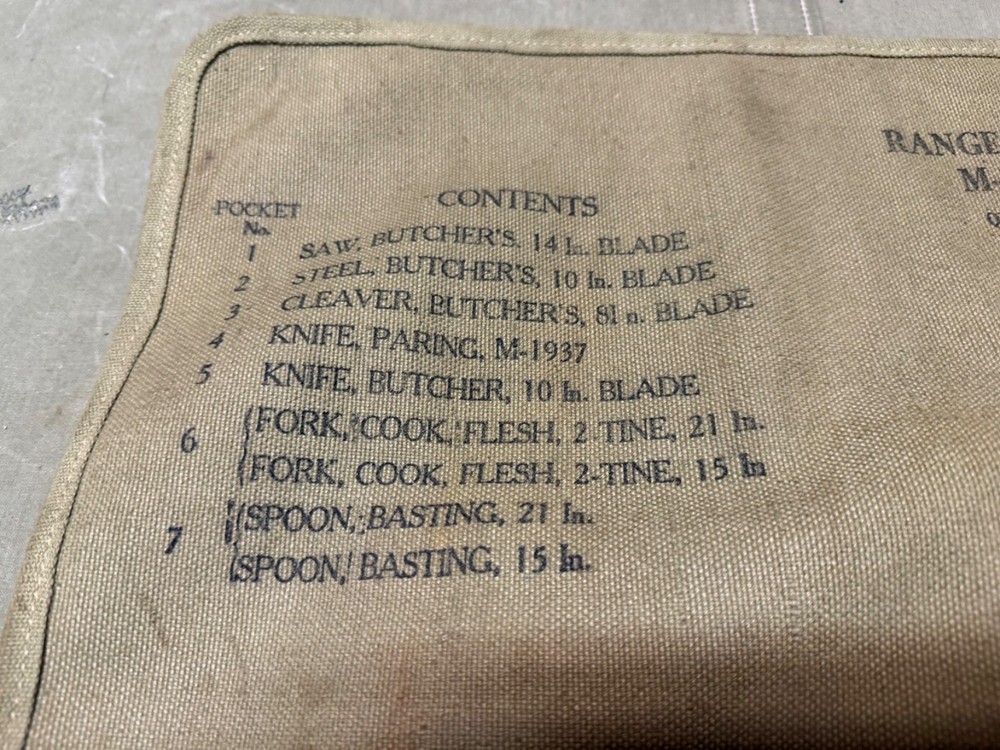 RANGE
M-
CONTENTS
POCKET
No.
1 SAW, BUTCHER'S, 14 In. BLADE
2 STEEL, BUTCHER'S, 10 In. BLADE
3 CLEAVER, BUTCHER'S, 8 In. BLADE
4 KNIFE, PARING, M-1937
5 KNIFE, BUTCHER, 10 In. BLADE
6 (FORK, COOK, FLESH, 2 TINE, 21 In.
(FORK, COOK, FLESH, 2-TINE, 15 In
7 (SPOON, BASTING, 21 In.
(SPOON, BASTING, 15 In.